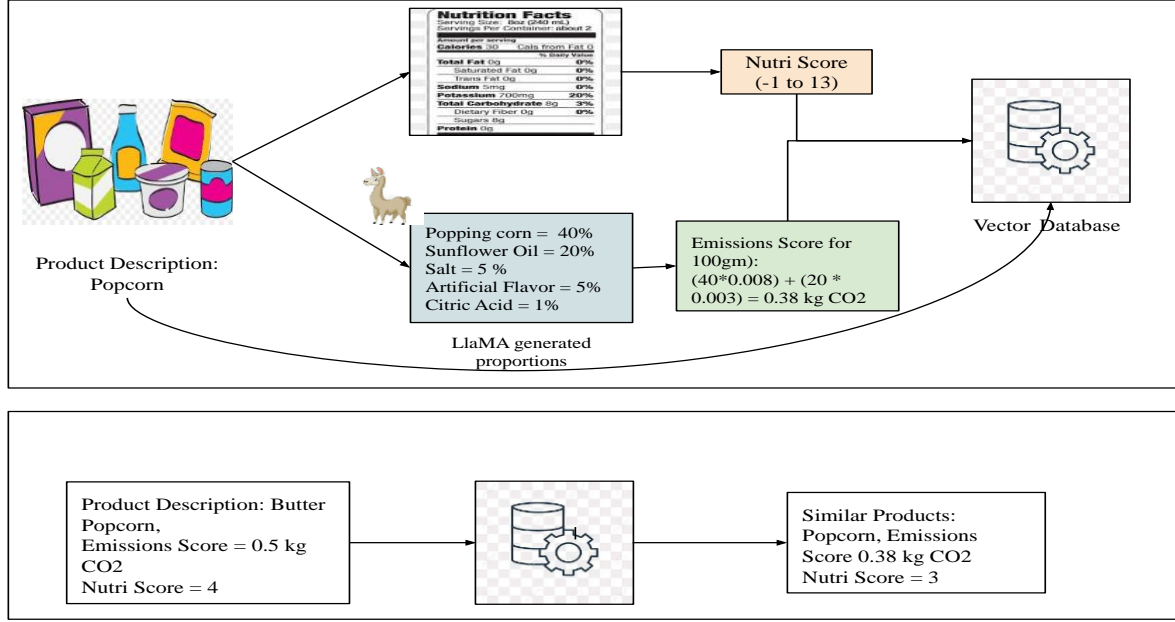 Nutrition Facts
Serving Size: 8oz (240 mL)
Servings Per Container: about 2
Amount per serving
Calories 30 Cals from Fat 0
% Daily Value
Total Fat 0g 0%
Saturated Fat 0g 0%
Trans Fat 0g 0%
Sodium 5mg 0%
Potassium 700mg 20%
Total Carbohydrate 8g 3%
Dietary Fiber 0g 0%
Sugars 8g
Protein 0g
Nutri Score
(-1 to 13)
Vector Database
Product Description:
Popcorn
Popping corn = 40%
Sunflower Oil = 20%
Salt = 5 %
Artificial Flavor = 5%
Citric Acid = 1%
LlaMA generated
proportions
Emissions Score for
100gm):
(40*0.008) + (20 *
0.003) = 0.38 kg CO2
Product Description: Butter
Popcorn,
Emissions Score = 0.5 kg
CO2
Nutri Score = 4
Similar Products:
Popcorn, Emissions
Score 0.38 kg CO2
Nutri Score = 3